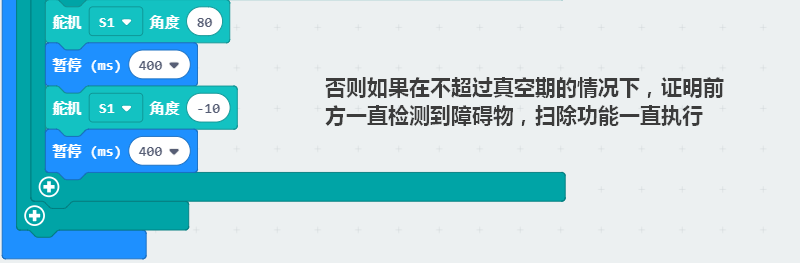 舵机 S1 角度 80
暂停 (ms) 400
舵机 S1 角度 -10
暂停 (ms) 400
否则如果在不超过真空期的情况下，证明前
方一直检测到障碍物，扫除功能一直执行